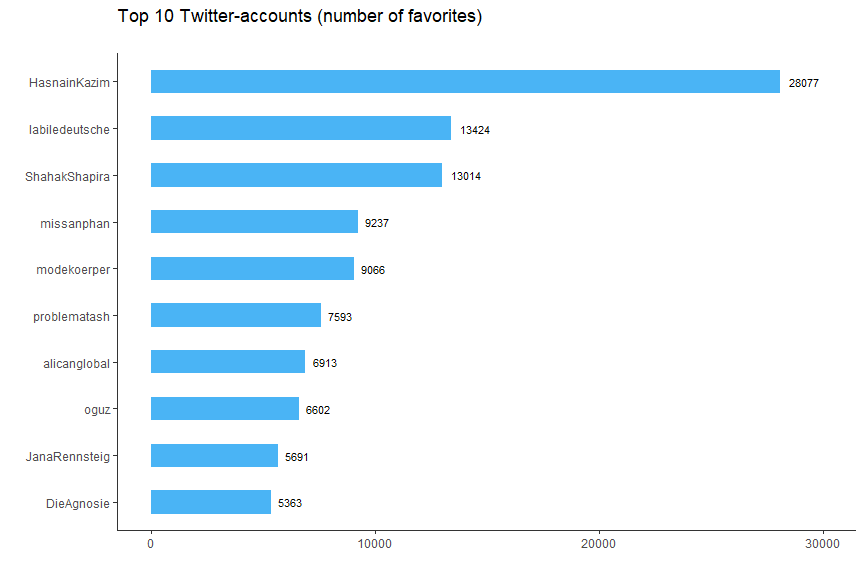 Top 10 Twitter-accounts (number of favorites)
HasnainKazim 28077
labiledeutsche 13424
ShahakShapira 13014
missanphan 9237
modekoerper 9066
problematash 7593
alicanglobal 6913
oguz 6602
JanaRennsteig 5691
DieAgnosie 5363
0 10000 20000 30000